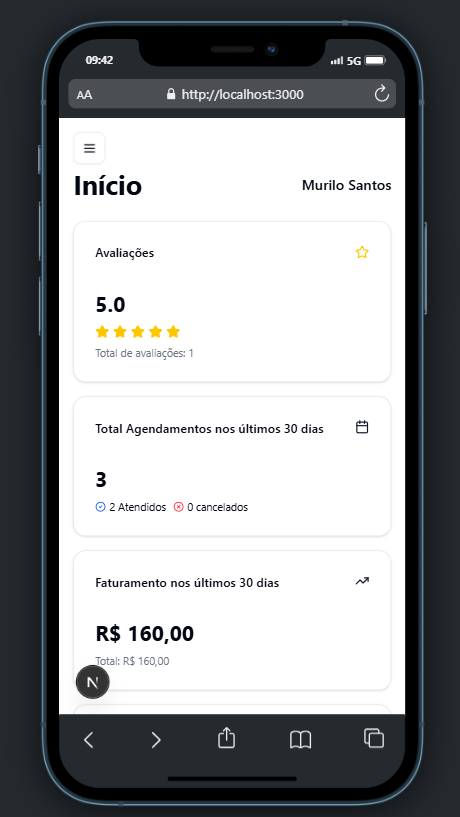 09:42
5G
AA
http://localhost:3000
Início
Murilo Santos
Avaliações
5.0
Total de avaliações: 1
Total Agendamentos nos últimos 30 dias
3
2 Atendidos 0 cancelados
Faturamento nos últimos 30 dias
R$ 160,00
Total: R$ 160,00
N